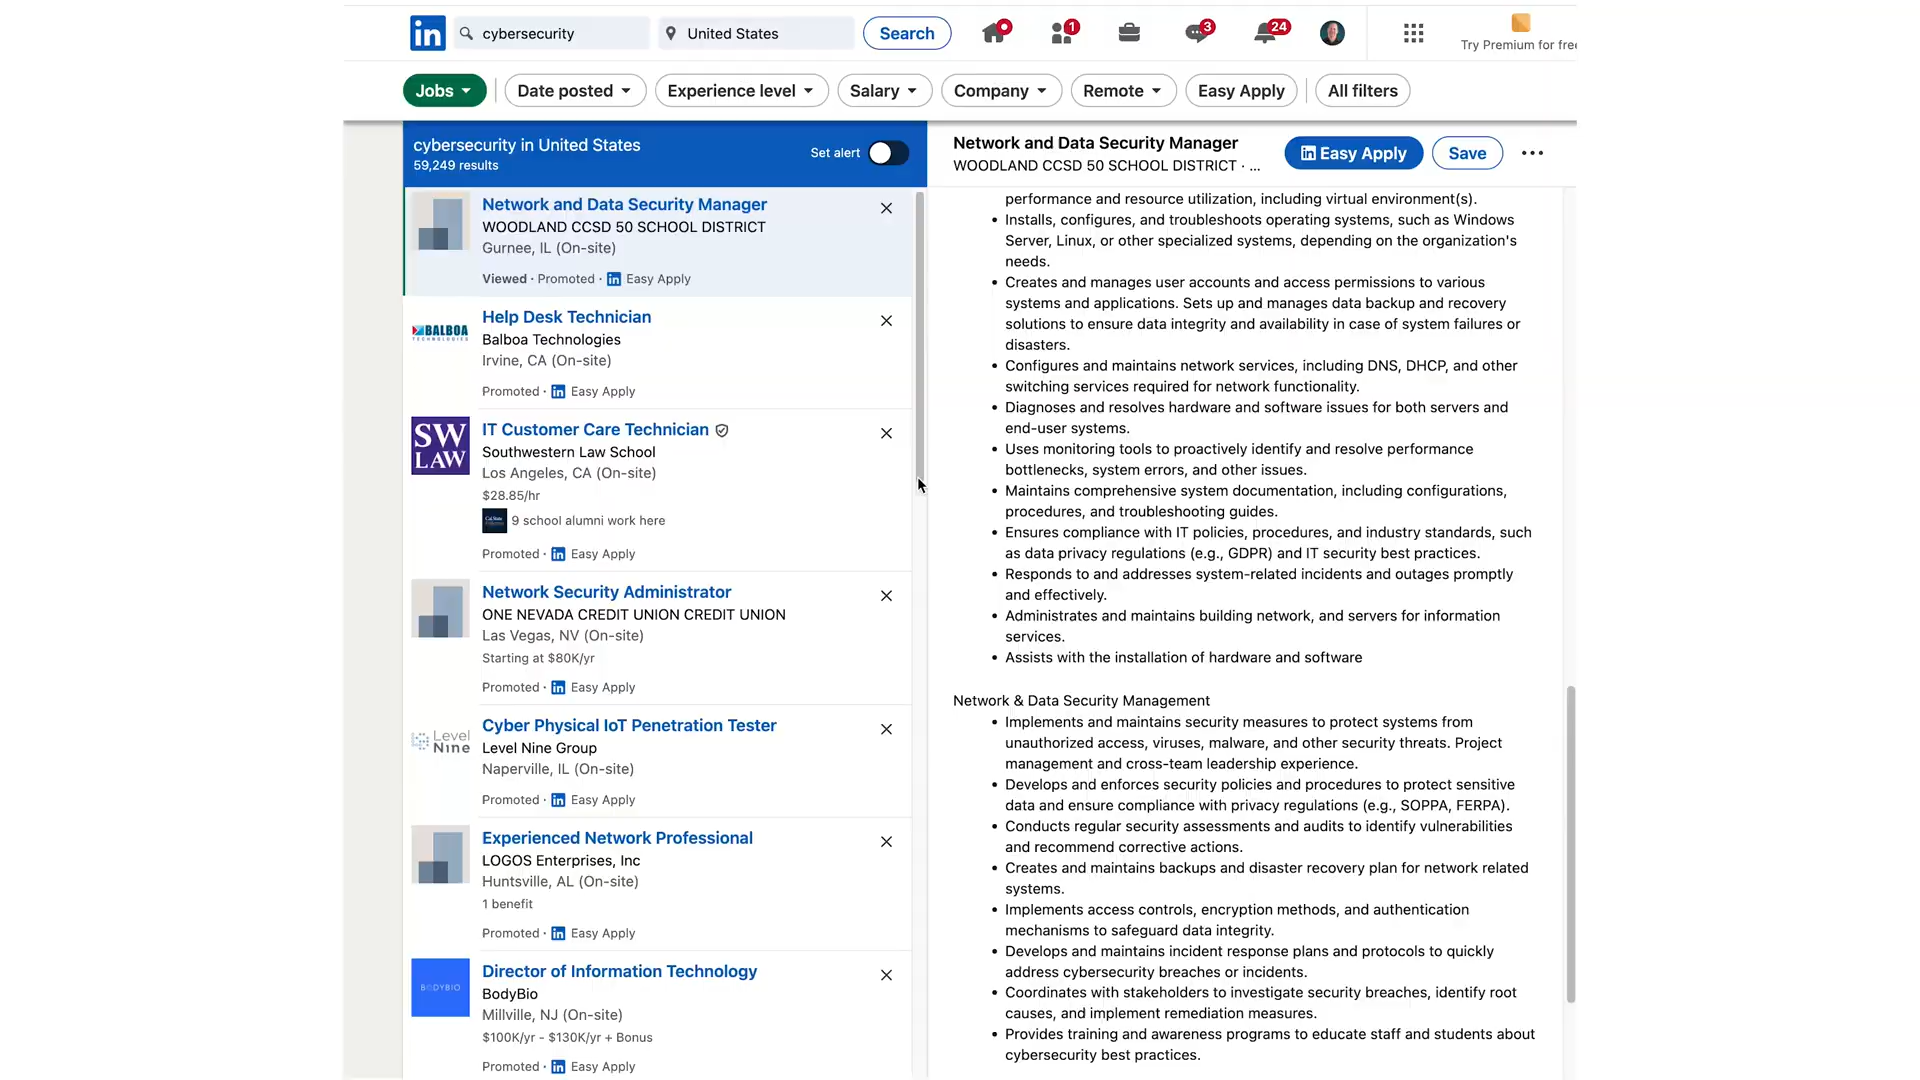 in
cybersecurity
United States
Search
1
3
24
Try Premium for free
Jobs
Date posted
Experience level
Salary
Company
Remote
Easy Apply
All filters
cybersecurity in United States
59,249 results
Set alert
Network and Data Security Manager
WOODLAND CCSD 50 SCHOOL DISTRICT
Gurnee, IL (On-site)
Viewed · Promoted · in Easy Apply
BALBOA
TECHNOLOGIES
Help Desk Technician
Balboa Technologies
Irvine, CA (On-site)
Promoted · in Easy Apply
SW
LAW
IT Customer Care Technician
Southwestern Law School
Los Angeles, CA (On-site)
$28.85/hr
9 school alumni work here
Promoted · in Easy Apply
Network Security Administrator
ONE NEVADA CREDIT UNION CREDIT UNION
Las Vegas, NV (On-site)
Starting at $80K/yr
Promoted · in Easy Apply
Level
Nine
Cyber Physical IoT Penetration Tester
Level Nine Group
Naperville, IL (On-site)
Promoted · in Easy Apply
Experienced Network Professional
LOGOS Enterprises, Inc
Huntsville, AL (On-site)
1 benefit
Promoted · in Easy Apply
BODYBIO
Director of Information Technology
BodyBio
Millville, NJ (On-site)
$100K/yr - $130K/yr + Bonus
Promoted · in Easy Apply
Network and Data Security Manager
WOODLAND CCSD 50 SCHOOL DISTRICT · ...
in Easy Apply
Save
performance and resource utilization, including virtual environment(s).
• Installs, configures, and troubleshoots operating systems, such as Windows
Server, Linux, or other specialized systems, depending on the organization's
needs.
• Creates and manages user accounts and access permissions to various
systems and applications. Sets up and manages data backup and recovery
solutions to ensure data integrity and availability in case of system failures or
disasters.
• Configures and maintains network services, including DNS, DHCP, and other
switching services required for network functionality.
• Diagnoses and resolves hardware and software issues for both servers and
end-user systems.
• Uses monitoring tools to proactively identify and resolve performance
bottlenecks, system errors, and other issues.
• Maintains comprehensive system documentation, including configurations,
procedures, and troubleshooting guides.
• Ensures compliance with IT policies, procedures, and industry standards, such
as data privacy regulations (e.g., GDPR) and IT security best practices.
• Responds to and addresses system-related incidents and outages promptly
and effectively.
• Administrates and maintains building network, and servers for information
services.
• Assists with the installation of hardware and software
Network & Data Security Management
• Implements and maintains security measures to protect systems from
unauthorized access, viruses, malware, and other security threats. Project
management and cross-team leadership experience.
• Develops and enforces security policies and procedures to protect sensitive
data and ensure compliance with privacy regulations (e.g., SOPPA, FERPA).
• Conducts regular security assessments and audits to identify vulnerabilities
and recommend corrective actions.
• Creates and maintains backups and disaster recovery plan for network related
systems.
• Implements access controls, encryption methods, and authentication
mechanisms to safeguard data integrity.
• Develops and maintains incident response plans and protocols to quickly
address cybersecurity breaches or incidents.
• Coordinates with stakeholders to investigate security breaches, identify root
causes, and implement remediation measures.
• Provides training and awareness programs to educate staff and students about
cybersecurity best practices.